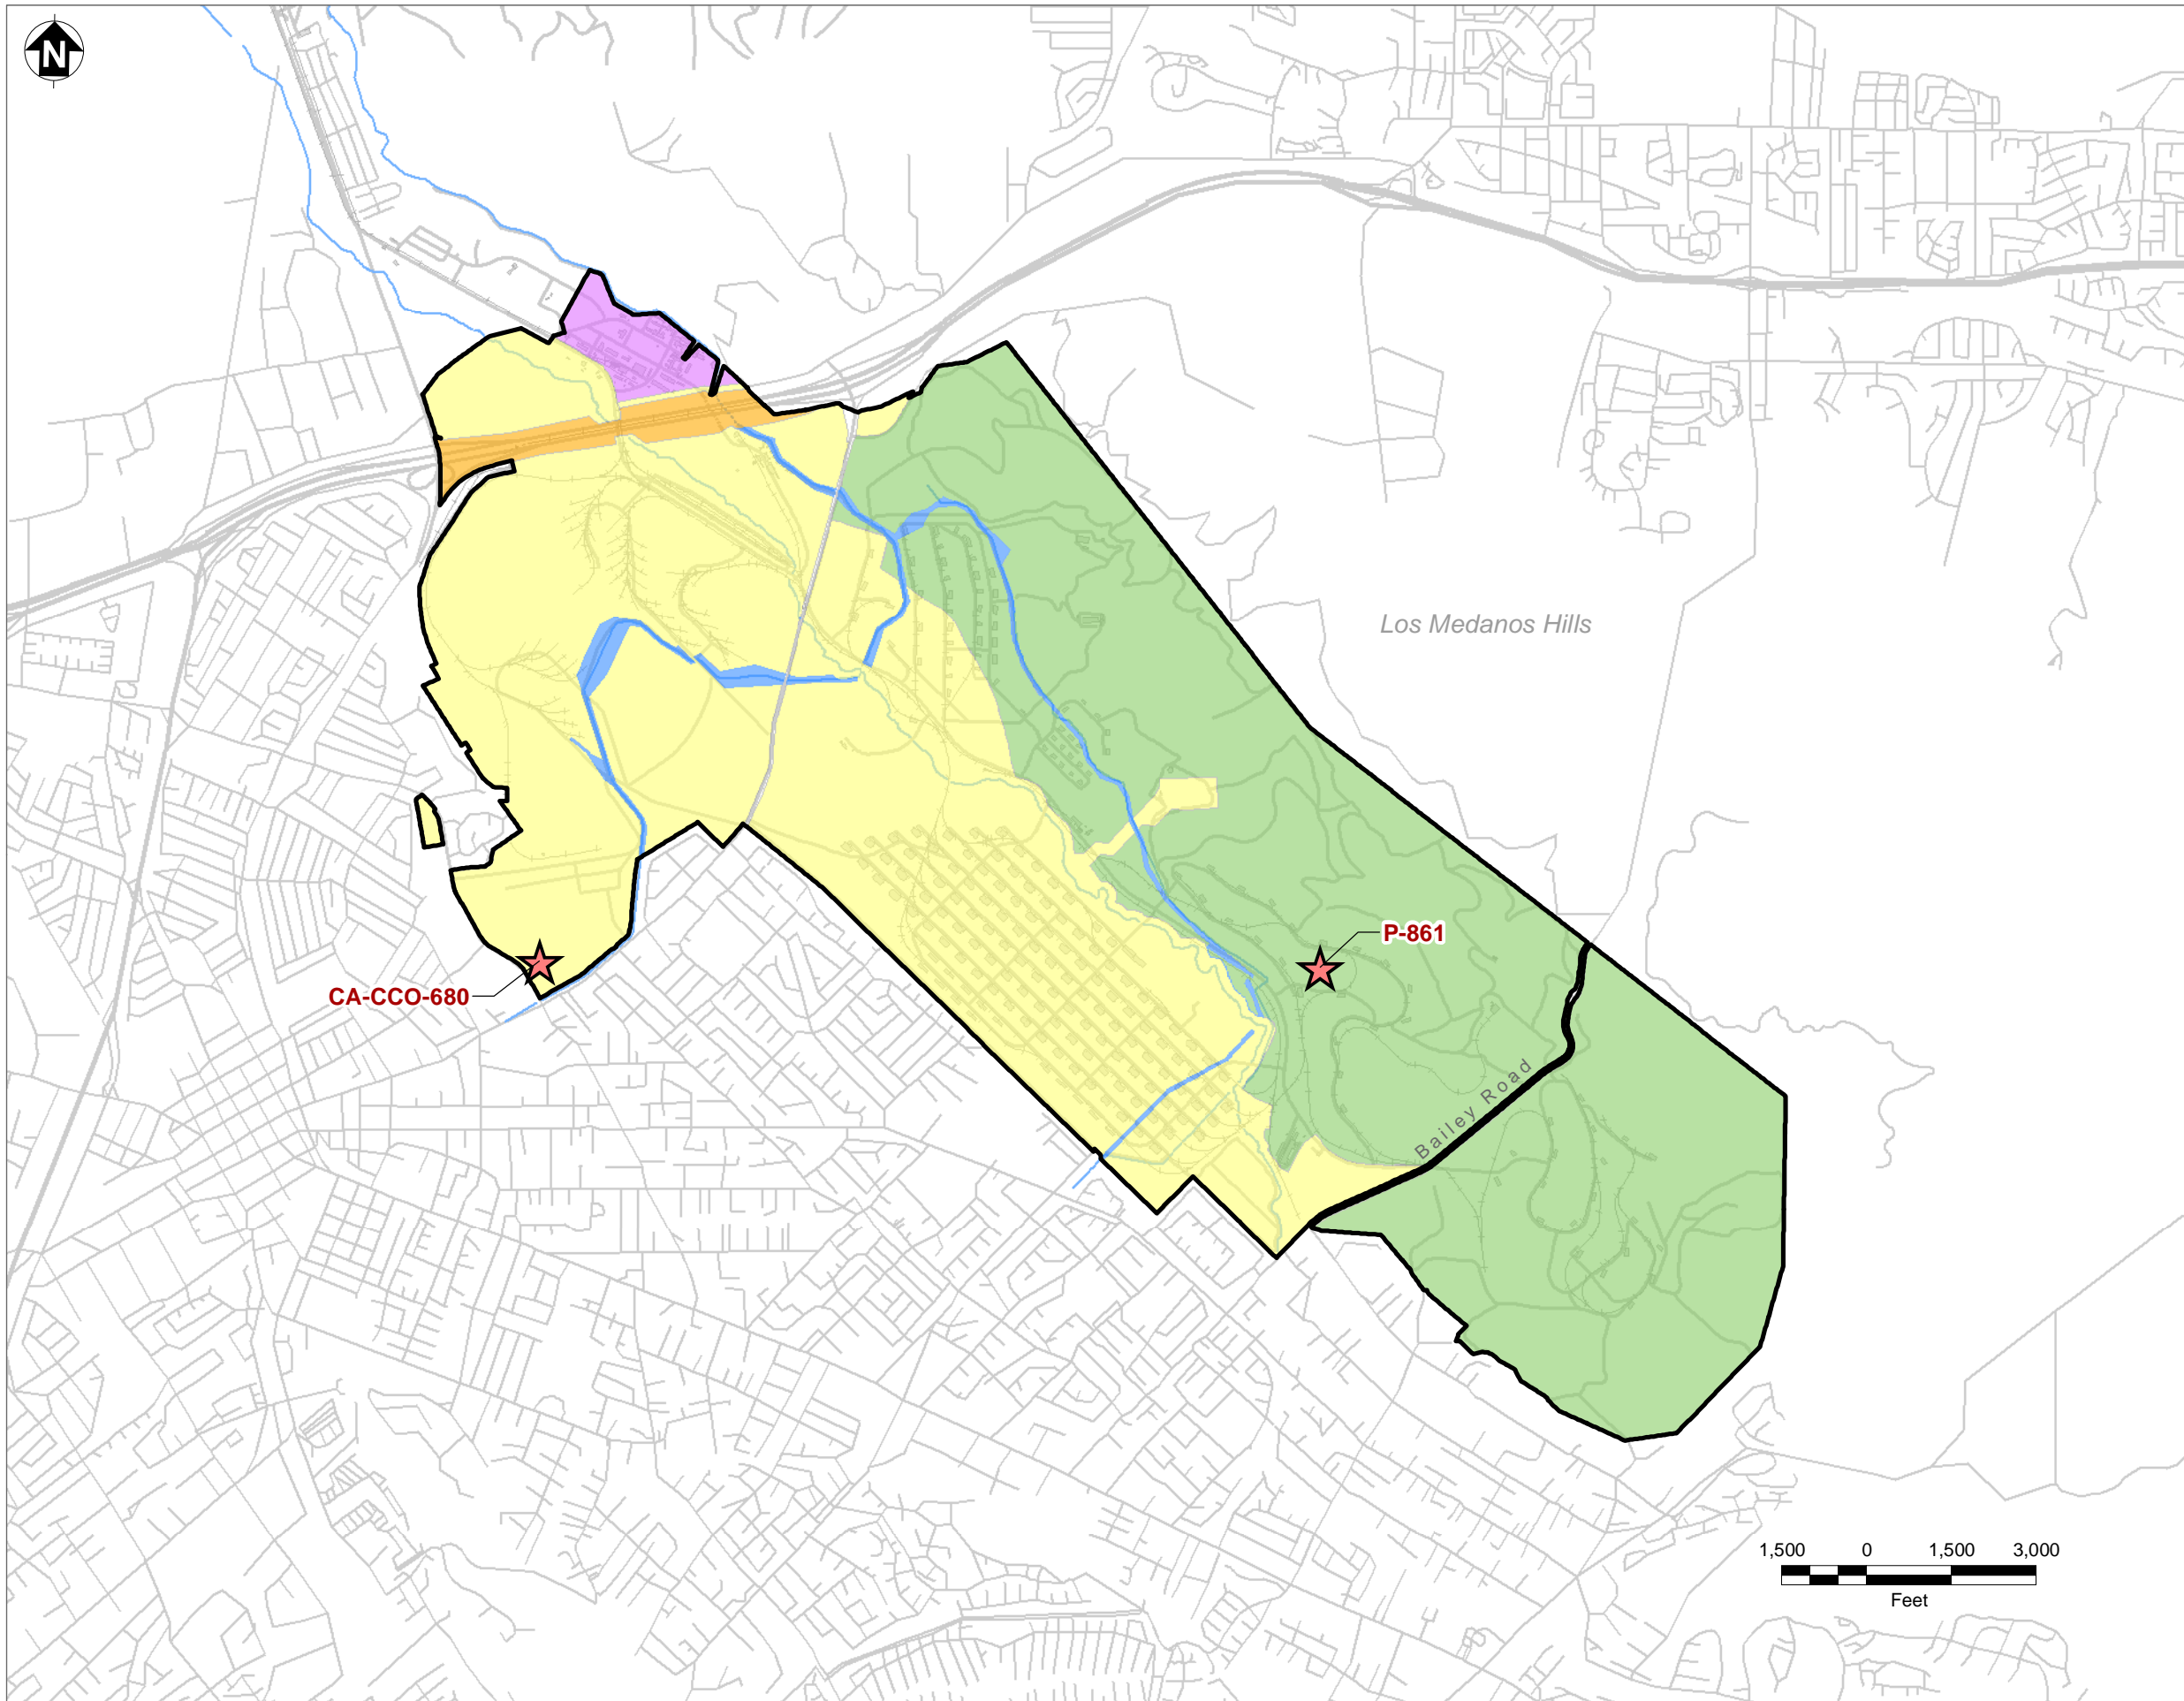 N
Los Medanos Hills
P-861
CA-CCO-680
Bailey Road
1,500 0 1,500 3,000
Feet